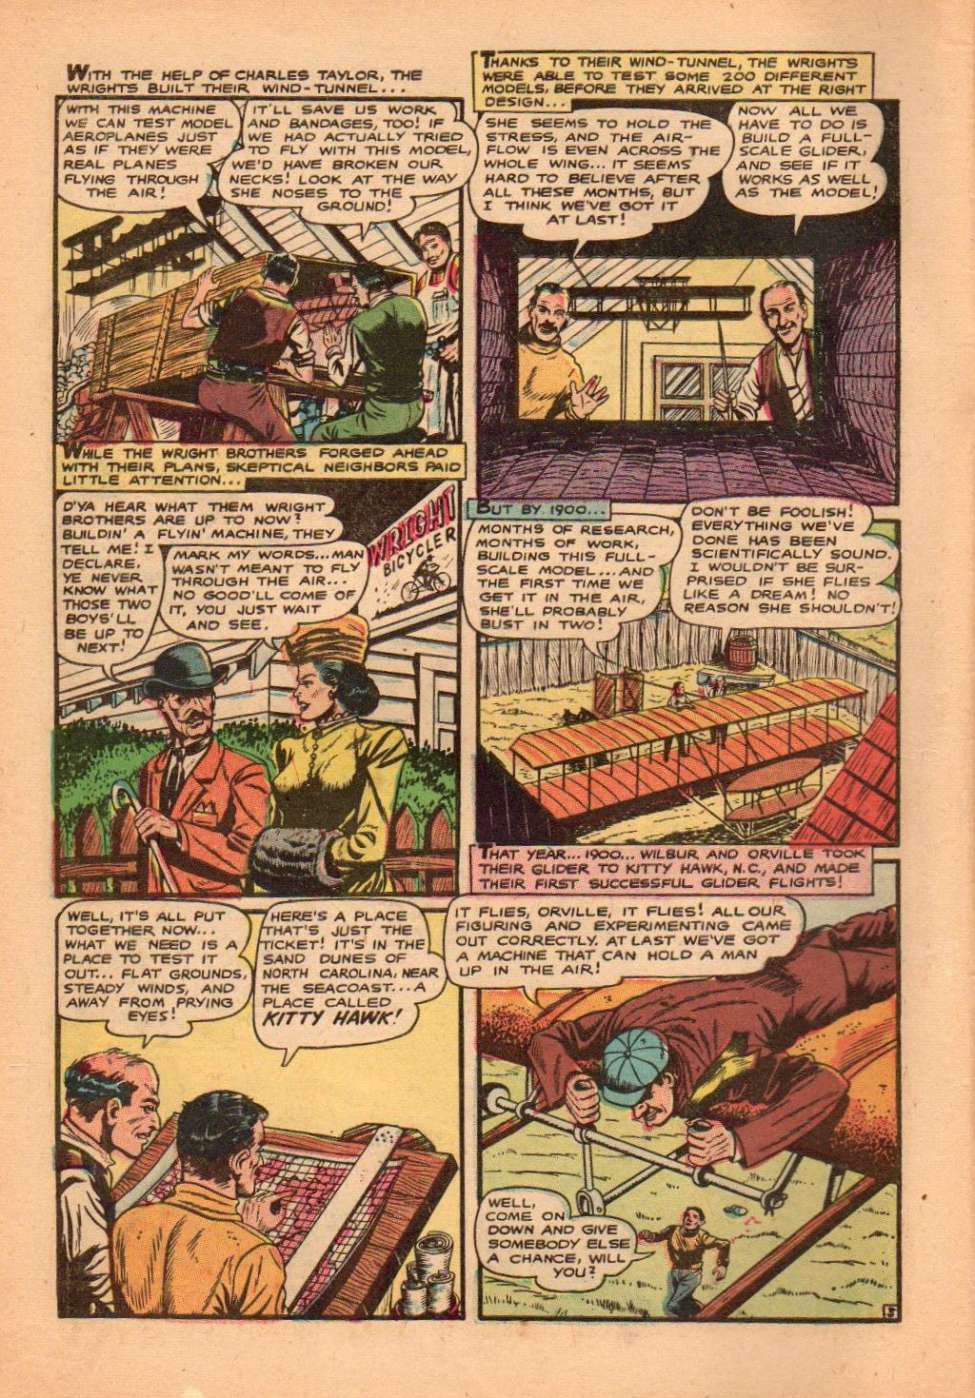 WITH THE HELP OF CHARLES TAYLOR, THE
WRIGHTS BUILT THEIR WIND-TUNNEL...
WITH THIS MACHINE
WE CAN TEST MODEL
AEROPLANES JUST
AS IF THEY WERE
REAL PLANES
FLYING THROUGH
THE AIR!
IT'LL SAVE US WORK
AND BANDAGES, TOO! IF
WE HAD ACTUALLY TRIED
TO FLY WITH THIS MODEL,
WE'D HAVE BROKEN OUR
NECKS! LOOK AT THE WAY
SHE NOSES TO THE
GROUND!
THANKS TO THEIR WIND-TUNNEL, THE WRIGHTS
WERE ABLE TO TEST SOME 200 DIFFERENT
MODELS, BEFORE THEY ARRIVED AT THE RIGHT
DESIGN...
SHE SEEMS TO HOLD THE
STRESS, AND THE AIR-
FLOW IS EVEN ACROSS THE
WHOLE WING... IT SEEMS
HARD TO BELIEVE AFTER
ALL THESE MONTHS, BUT
I THINK WE'VE GOT IT
AT LAST!
NOW ALL WE
HAVE TO DO IS
BUILD A FULL-
SCALE GLIDER,
AND SEE IF IT
WORKS AS WELL
AS THE MODEL!
WHILE THE WRIGHT BROTHERS FORGED AHEAD
WITH THEIR PLANS, SKEPTICAL NEIGHBORS PAID
LITTLE ATTENTION...
D'YA HEAR WHAT THEM WRIGHT
BROTHERS ARE UP TO NOW?
BUILDIN' A FLYIN' MACHINE, THEY
TELL ME! I
DECLARE,
YE NEVER
KNOW WHAT
THOSE TWO
BOYS'LL
BE UP TO
NEXT!
MARK MY WORDS... MAN
WASN'T MEANT TO FLY
THROUGH THE AIR...
NO GOOD'LL COME OF
IT, YOU JUST WAIT
AND SEE.
WRIGHT
BICYCLER
BUT BY 1900...
MONTHS OF RESEARCH,
MONTHS OF WORK,
BUILDING THIS FULL-
SCALE MODEL... AND
THE FIRST TIME WE
GET IT IN THE AIR,
SHE'LL PROBABLY
BUST IN TWO!
DON'T BE FOOLISH!
EVERYTHING WE'VE
DONE HAS BEEN
SCIENTIFICALLY SOUND.
I WOULDN'T BE SUR-
PRISED IF SHE FLIES
LIKE A DREAM! NO
REASON SHE SHOULDN'T!
WELL, IT'S ALL PUT
TOGETHER NOW...
WHAT WE NEED IS A
PLACE TO TEST IT
OUT... FLAT GROUNDS,
STEADY WINDS, AND
AWAY FROM PRYING
EYES!
HERE'S A PLACE
THAT'S JUST THE
TICKET! IT'S IN THE
SAND DUNES OF
NORTH CAROLINA, NEAR
THE SEACOAST... A
PLACE CALLED
KITTY HAWK!
THAT YEAR... 1900... WILBUR AND ORVILLE TOOK
THEIR GLIDER TO KITTY HAWK, N.C., AND MADE
THEIR FIRST SUCCESSFUL GLIDER FLIGHTS!
IT FLIES, ORVILLE, IT FLIES! ALL OUR
FIGURING AND EXPERIMENTING CAME
OUT CORRECTLY. AT LAST WE'VE GOT
A MACHINE THAT CAN HOLD A MAN
UP IN THE AIR!
WELL,
COME ON
DOWN AND GIVE
SOMEBODY ELSE
A CHANCE, WILL
YOU?